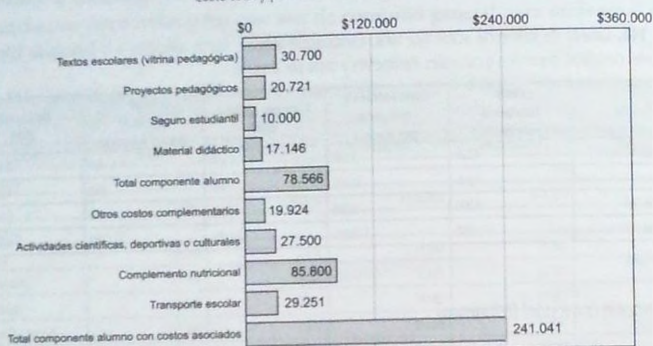 $0 $120.000 $240.000 $360.000
Textos escolares (vitrina pedagógica) 30.700
Proyectos pedagógicos 20.721
Seguro estudiantil 10.000
Material didáctico 17.146
Total componente alumno 78.566
Otros costos complementarios 19.924
Actividades científicas, deportivas o culturales 27.500
Complemento nutricional 85.800
Transporte escolar 29.251
Total componente alumno con costos asociados 241.041